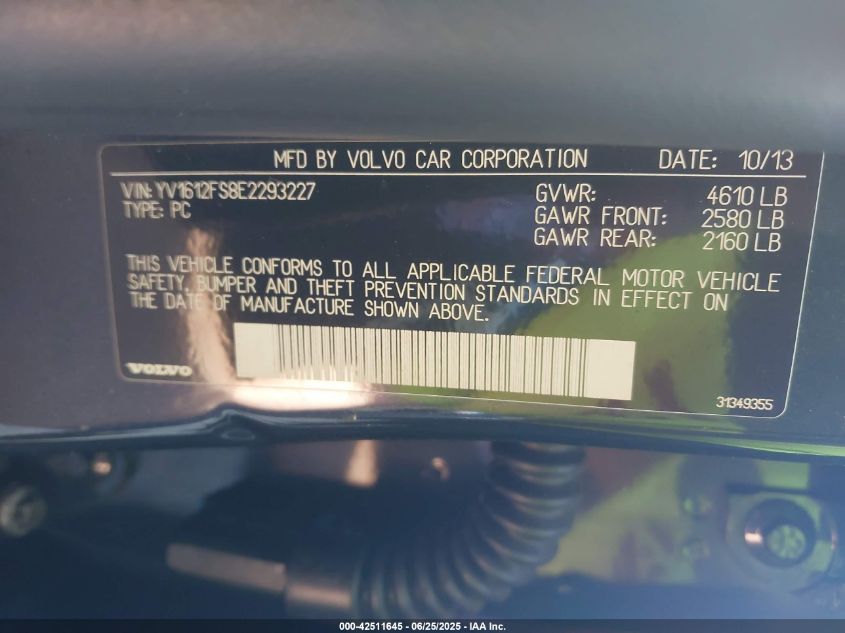 MFD BY VOLVO CAR CORPORATION DATE: 10/13
VIN: YV1612FS8E2293227 GVWR: 4610 LB
TYPE: PC GAWR FRONT: 2580 LB
GAWR REAR: 2160 LB
THIS VEHICLE CONFORMS TO ALL APPLICABLE FEDERAL MOTOR VEHICLE
SAFETY, BUMPER AND THEFT PREVENTION STANDARDS IN EFFECT ON
THE DATE OF MANUFACTURE SHOWN ABOVE.
VOLVO
31349355
000-42511645 - 06/25/2025 - IAA Inc.